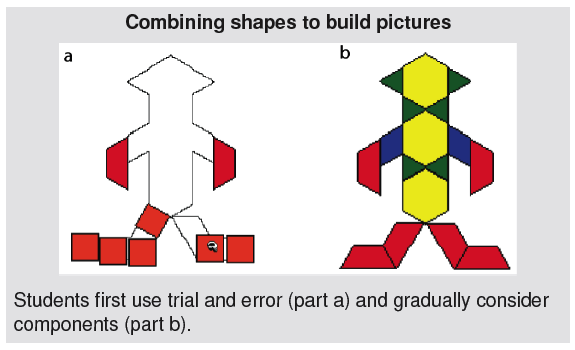 Combining shapes to build pictures
a
b
Students first use trial and error (part a) and gradually consider
components (part b).